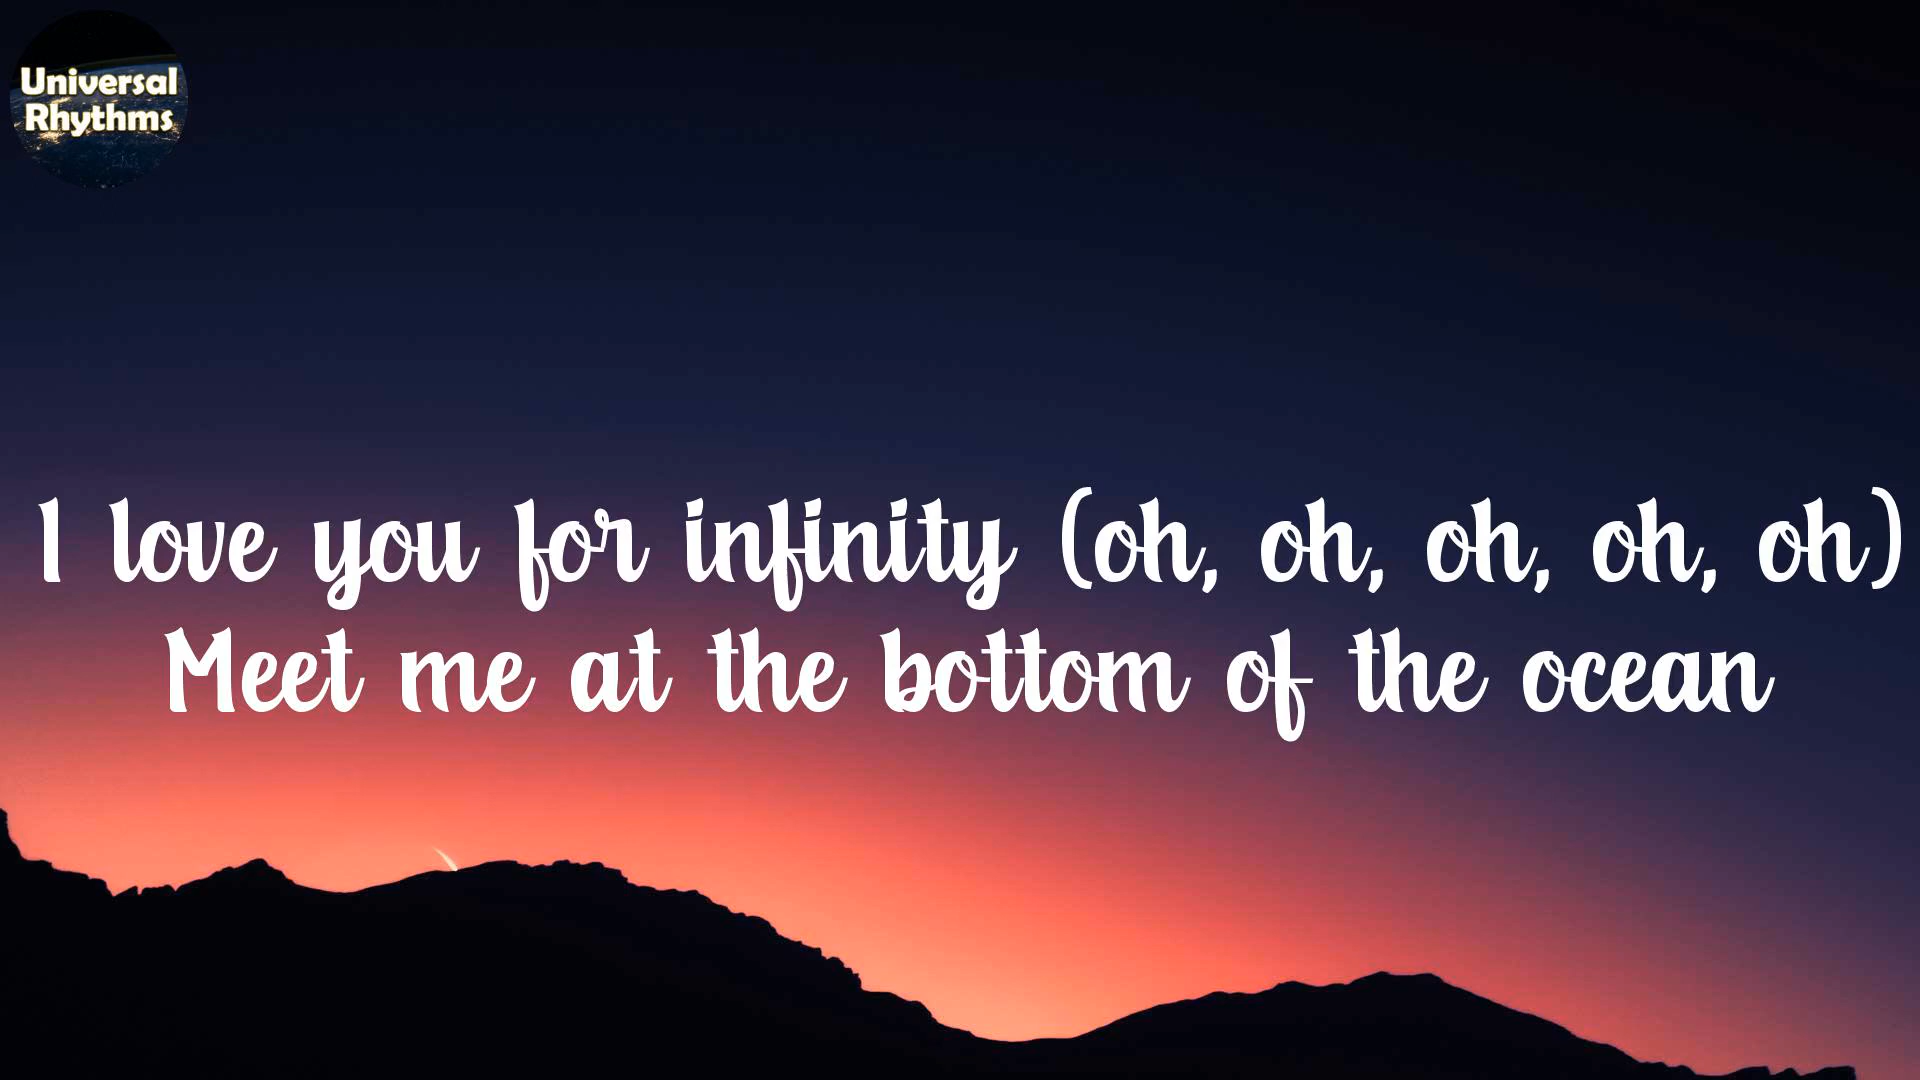 Universal
Rhythms
I love you for infinity (oh, oh, oh, oh, oh)
Meet me at the bottom of the ocean